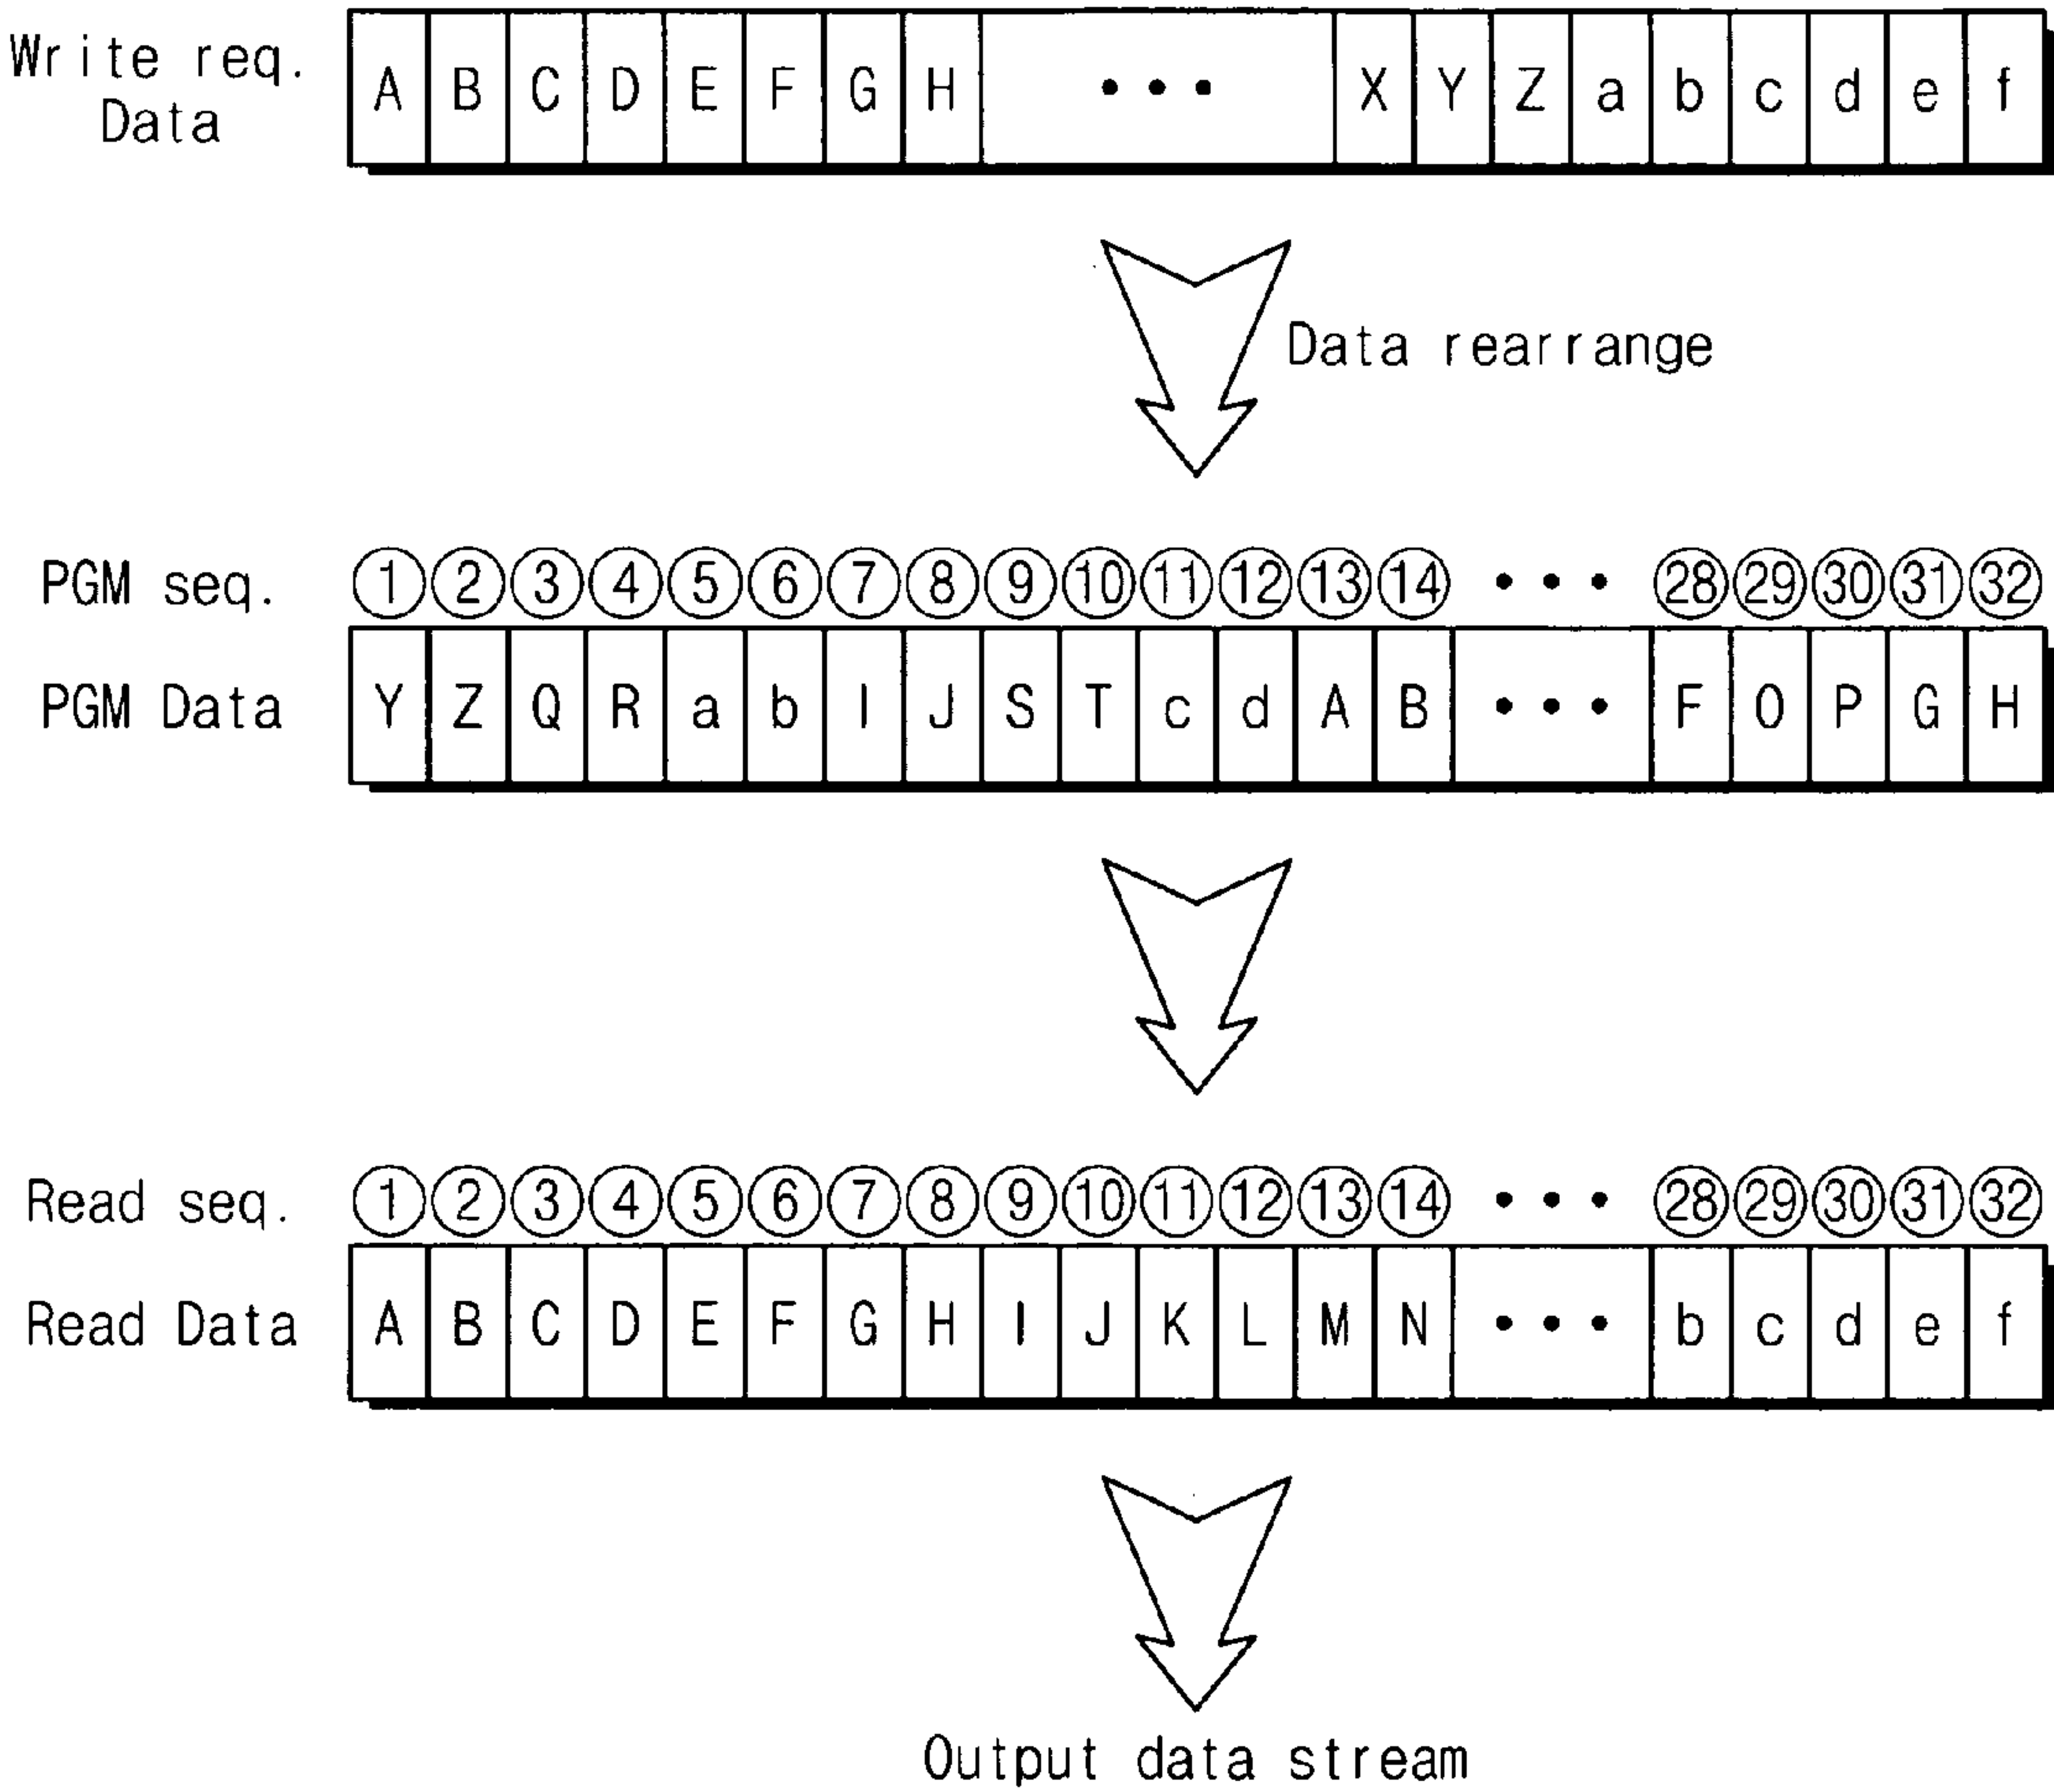 Write req. Data A B C D E F G H ••• X Y Z a b c d e f
Data rearrange
PGM seq. ① ② ③ ④ ⑤ ⑥ ⑦ ⑧ ⑨ ⑩ ⑪ ⑫ ⑬ ⑭ ••• ㉘ ㉙ ㉚ ㉛ ㉜
PGM Data Y Z Q R a b I J S T c d A B ••• F O P G H
Read seq. ① ② ③ ④ ⑤ ⑥ ⑦ ⑧ ⑨ ⑩ ⑪ ⑫ ⑬ ⑭ ••• ㉘ ㉙ ㉚ ㉛ ㉜
Read Data A B C D E F G H I J K L M N ••• b c d e f
Output data stream